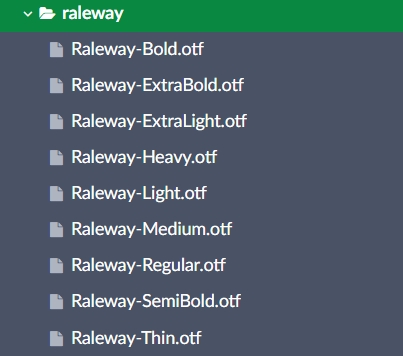 raleway
Raleway-Bold.otf
Raleway-ExtraBold.otf
Raleway-ExtraLight.otf
Raleway-Heavy.otf
Raleway-Light.otf
Raleway-Medium.otf
Raleway-Regular.otf
Raleway-SemiBold.otf
Raleway-Thin.otf